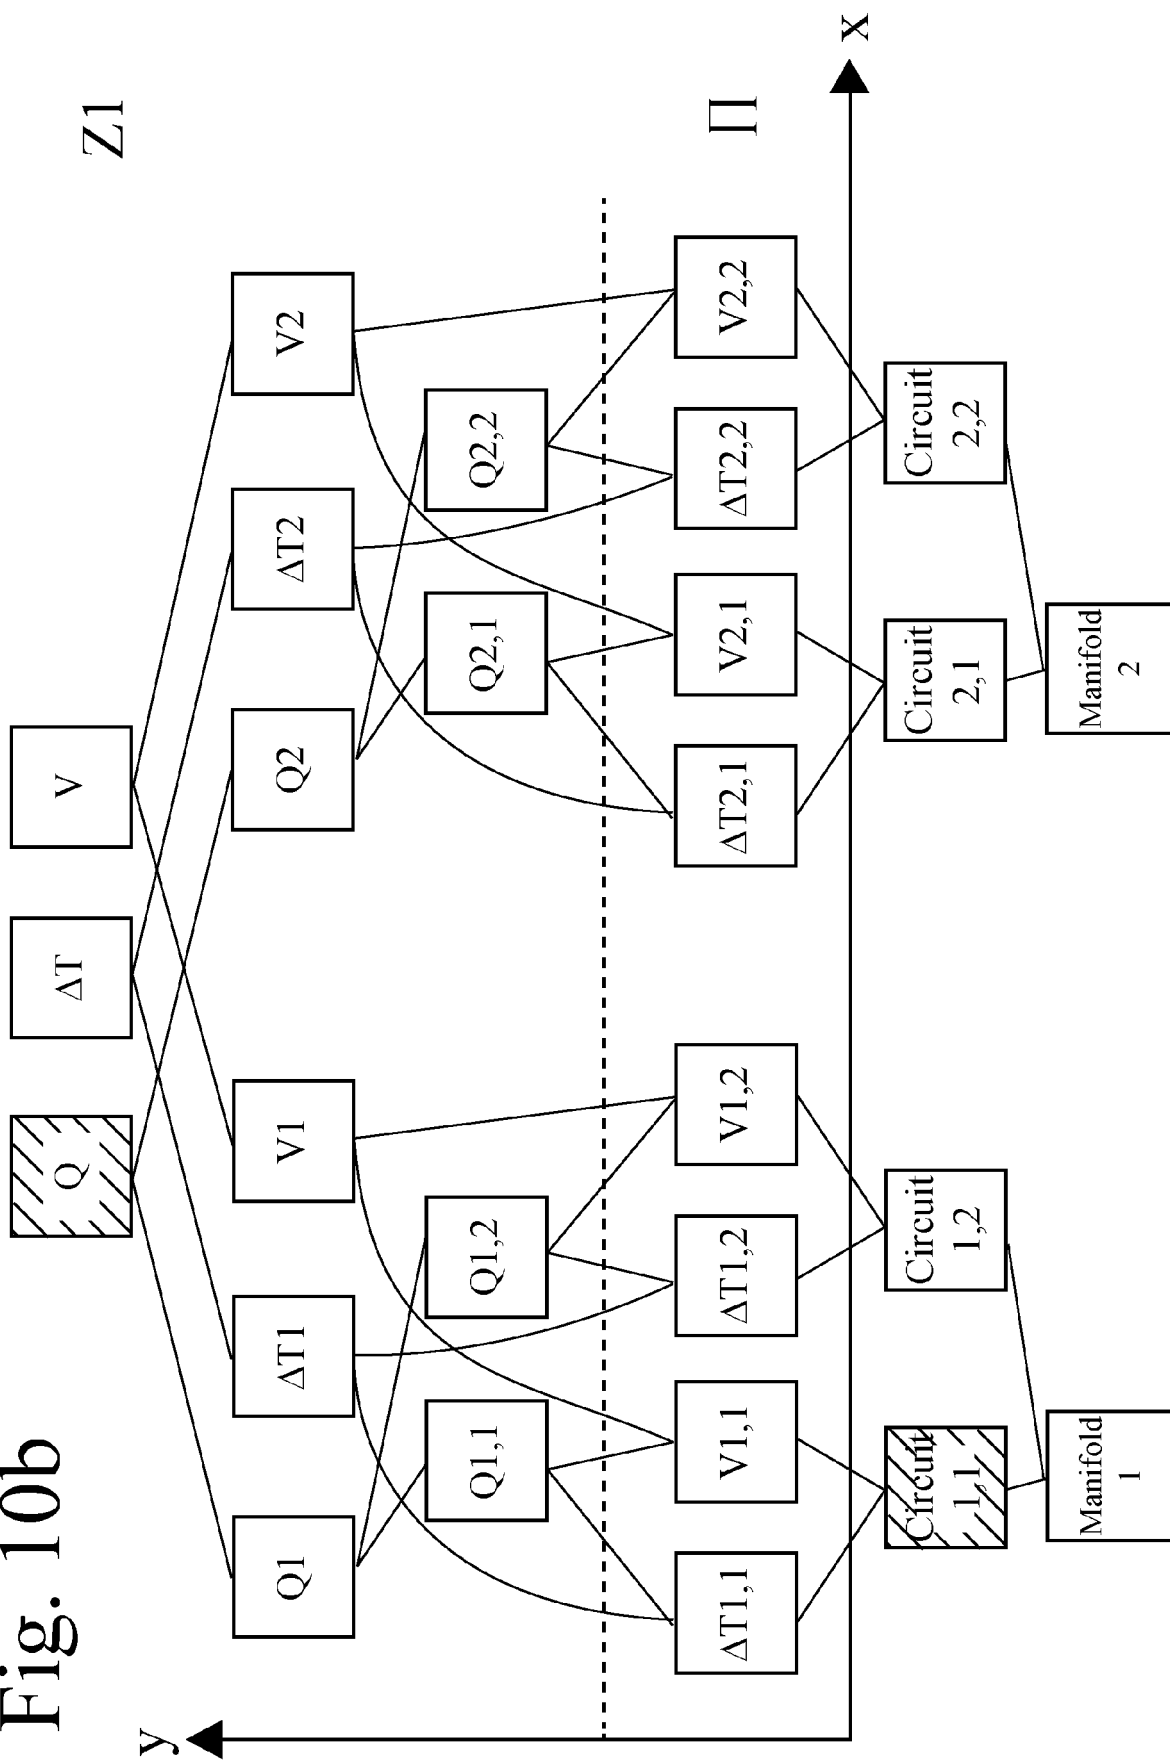 Fig. 10b
y
Z1
Q
ΔT
V
Q1
ΔT1
V1
Q2
ΔT2
V2
Q1,1
Q1,2
Q2,1
Q2,2
Π
ΔT1,1
V1,1
ΔT1,2
V1,2
ΔT2,1
V2,1
ΔT2,2
V2,2
x
Circuit
1,1
Circuit
1,2
Circuit
2,1
Circuit
2,2
Manifold
1
Manifold
2